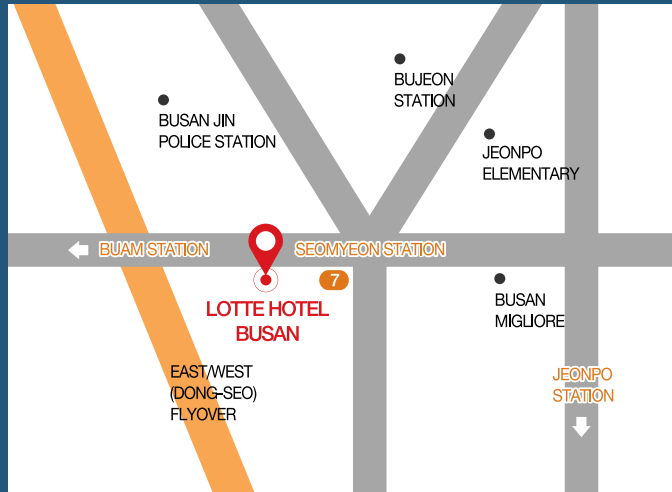 BUJEON
STATION
BUSAN JIN
POLICE STATION
JEONPO
ELEMENTARY
BUAM STATION
SEOMYEON STATION
7
LOTTE HOTEL
BUSAN
BUSAN
MIGLIORE
EAST/WEST
(DONG-SEO)
FLYOVER
JEONPO
STATION